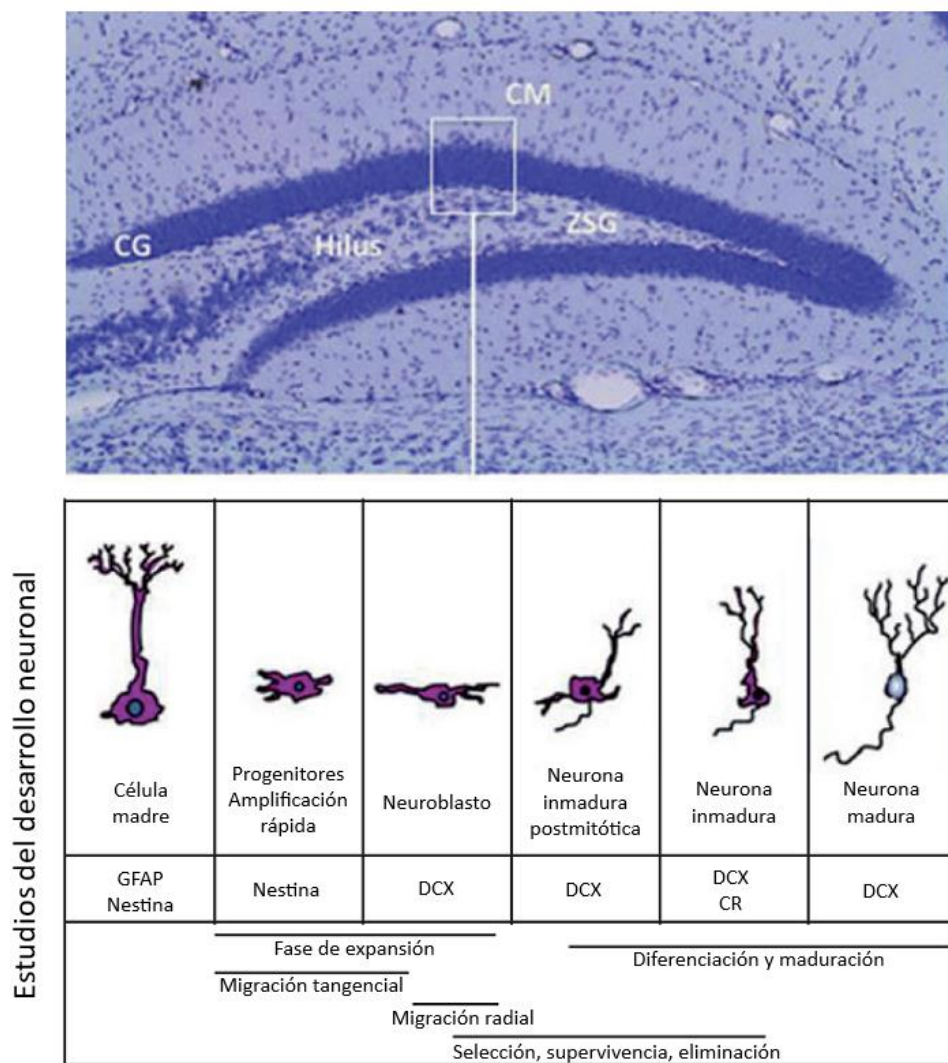 CM
CG
Hilus
ZSG
Estudios del desarrollo neuronal
Célula
madre
Progenitores
Amplificación
rápida
Neuroblasto
Neurona
inmadura
postmitótica
Neurona
inmadura
Neurona
madura
GFAP
Nestina
Nestina
DCX
DCX
DCX
CR
DCX
Fase de expansión
Diferenciación y maduración
Migración tangencial
Migración radial
Selección, supervivencia, eliminación